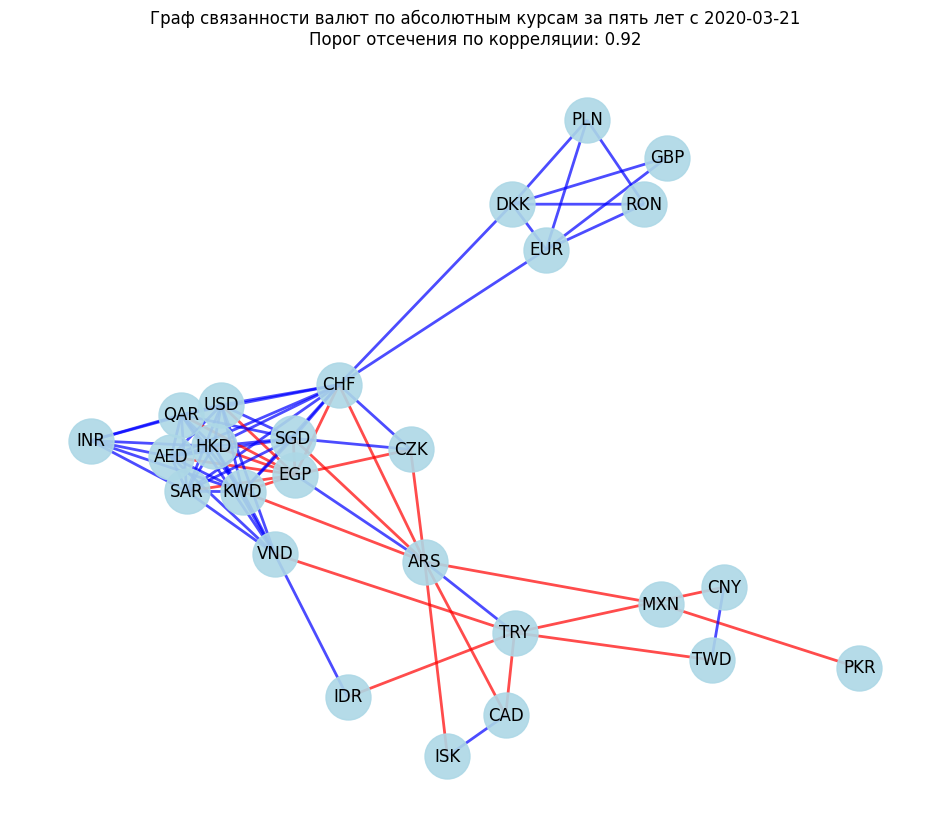 Граф связанности валют по абсолютным курсам за пять лет с 2020-03-21
Порог отсечения по корреляции: 0.92
PLN
GBP
DKK
RON
EUR
CHF
USD
QAR
INR
HKD
SGD
CZK
AED
EGP
SAR
KWD
VND
ARS
CNY
MXN
TRY
TWD
PKR
IDR
CAD
ISK